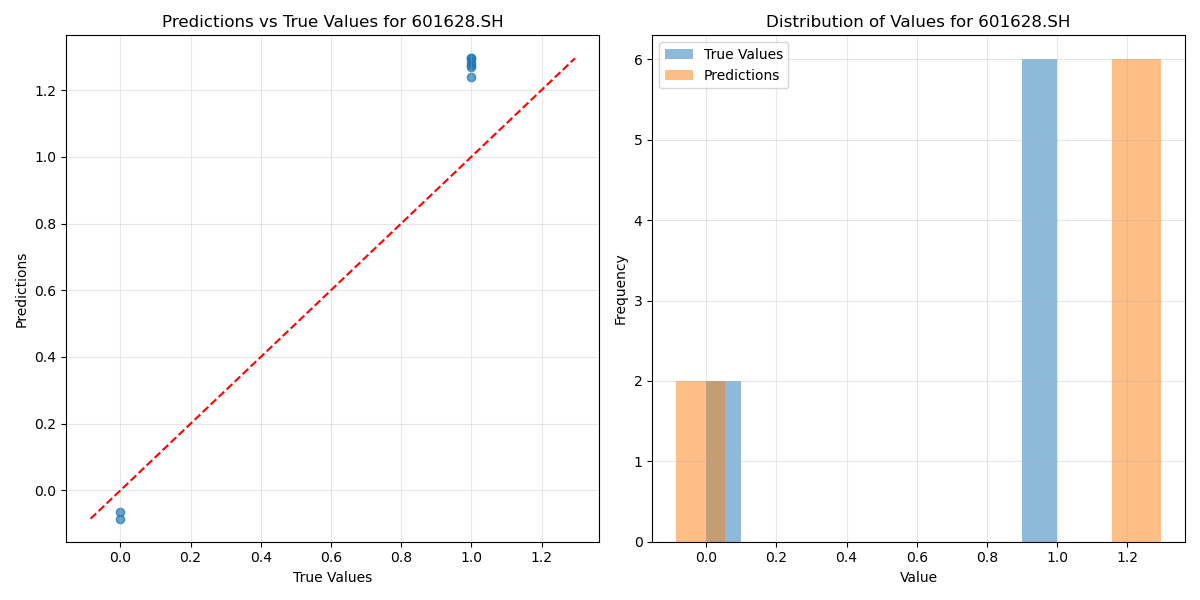 Predictions vs True Values for 601628.SH
Predictions
1.2
1.0
0.8
0.6
0.4
0.2
0.0
0.0 0.2 0.4 0.6 0.8 1.0 1.2
True Values
Distribution of Values for 601628.SH
True Values
Predictions
Frequency
6
5
4
3
2
1
0
0.0 0.2 0.4 0.6 0.8 1.0 1.2
Value